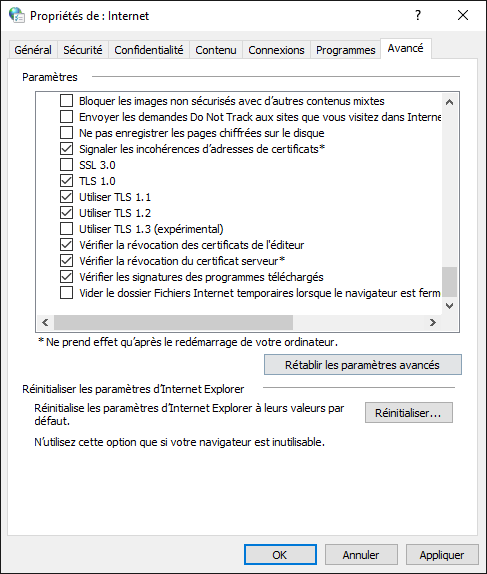 Propriétés de : Internet
?
Général
Sécurité
Confidentialité
Contenu
Connexions
Programmes
Avancé
Paramètres
Bloquer les images non sécurisés avec d'autres contenus mixtes
Envoyer les demandes Do Not Track aux sites que vous visitez dans Interne
Ne pas enregistrer les pages chiffrées sur le disque
Signaler les incohérences d'adresses de certificats*
SSL 3.0
TLS 1.0
Utiliser TLS 1.1
Utiliser TLS 1.2
Utiliser TLS 1.3 (expérimental)
Vérifier la révocation des certificats de l'éditeur
Vérifier la révocation du certificat serveur*
Vérifier les signatures des programmes téléchargés
Vider le dossier Fichiers Internet temporaires lorsque le navigateur est ferm
* Ne prend effet qu'après le redémarrage de votre ordinateur.
Rétablir les paramètres avancés
Réinitialiser les paramètres d'Internet Explorer
Réinitialise les paramètres d'Internet Explorer à leurs valeurs par
défaut.
Réinitialiser...
N'utilisez cette option que si votre navigateur est inutilisable.
OK
Annuler
Appliquer